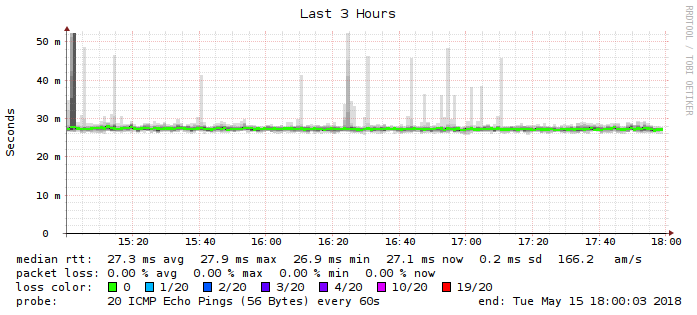 Last 3 Hours
RRDTOOL / TOBI OETIKER
Seconds
50 m
40 m
30 m
20 m
10 m
0
15:20 15:40 16:00 16:20 16:40 17:00 17:20 17:40 18:00
median rtt: 27.3 ms avg 27.9 ms max 26.9 ms min 27.1 ms now 0.2 ms sd 166.2 am/s
packet loss: 0.00 % avg 0.00 % max 0.00 % min 0.00 % now
loss color: 0 1/20 2/20 3/20 4/20 10/20 19/20
probe: 20 ICMP Echo Pings (56 Bytes) every 60s end: Tue May 15 18:00:03 2018